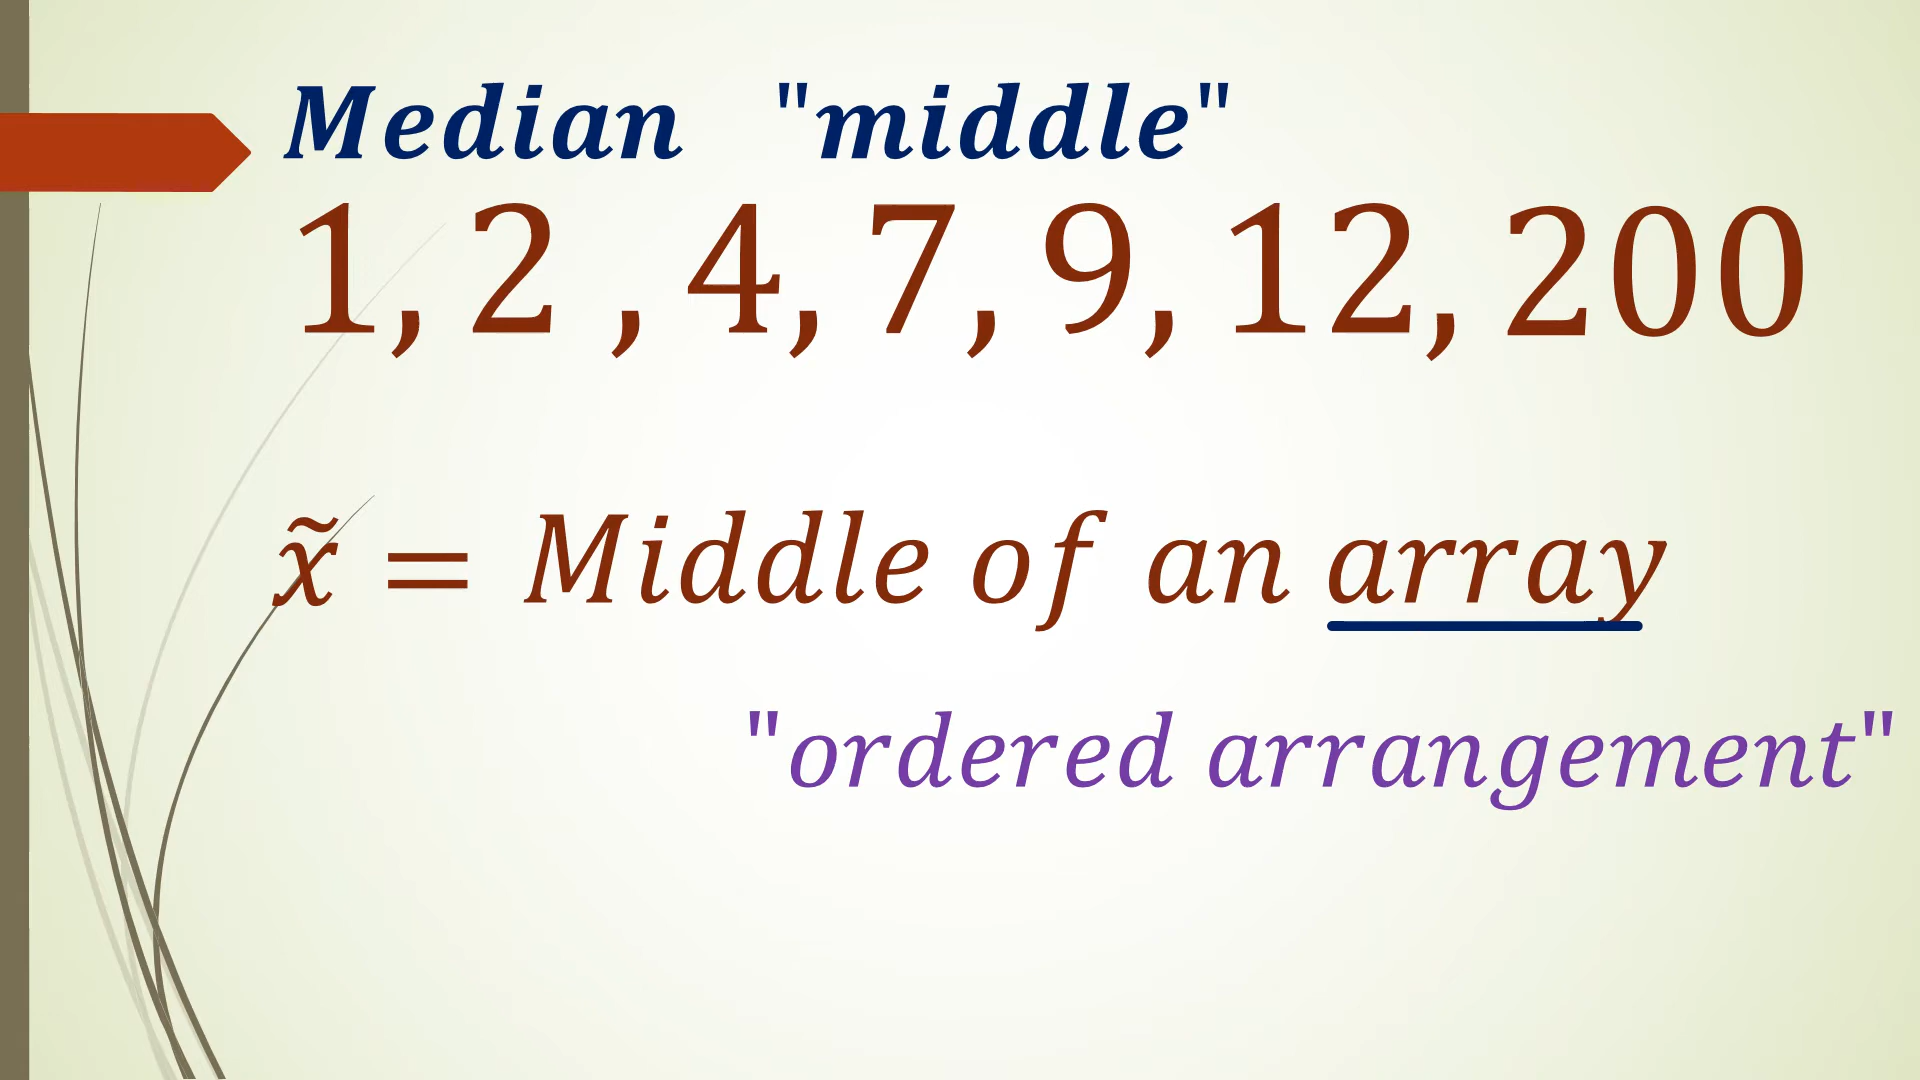 Median "middle"
1, 2 , 4, 7, 9, 12, 200
x̃ = Middle of an array
"ordered arrangement"